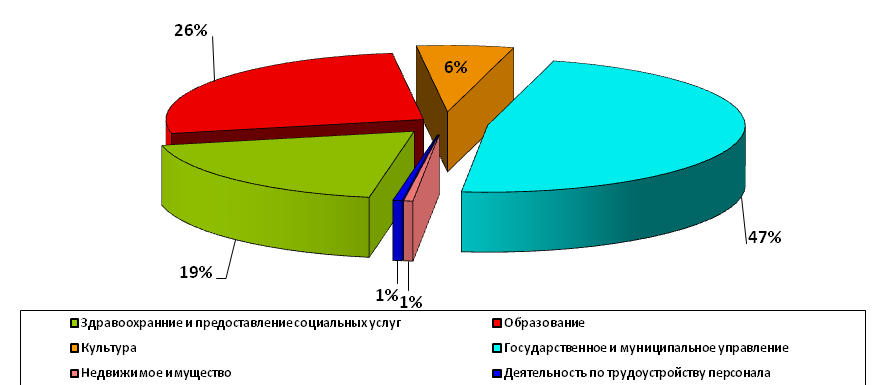 26%
6%
47%
19%
1%
1%
Здравоохранние и предоставление социальных услуг
Образование
Культура
Государственное и муниципальное управление
Недвижимое имущество
Деятельность по трудоустройству персонала